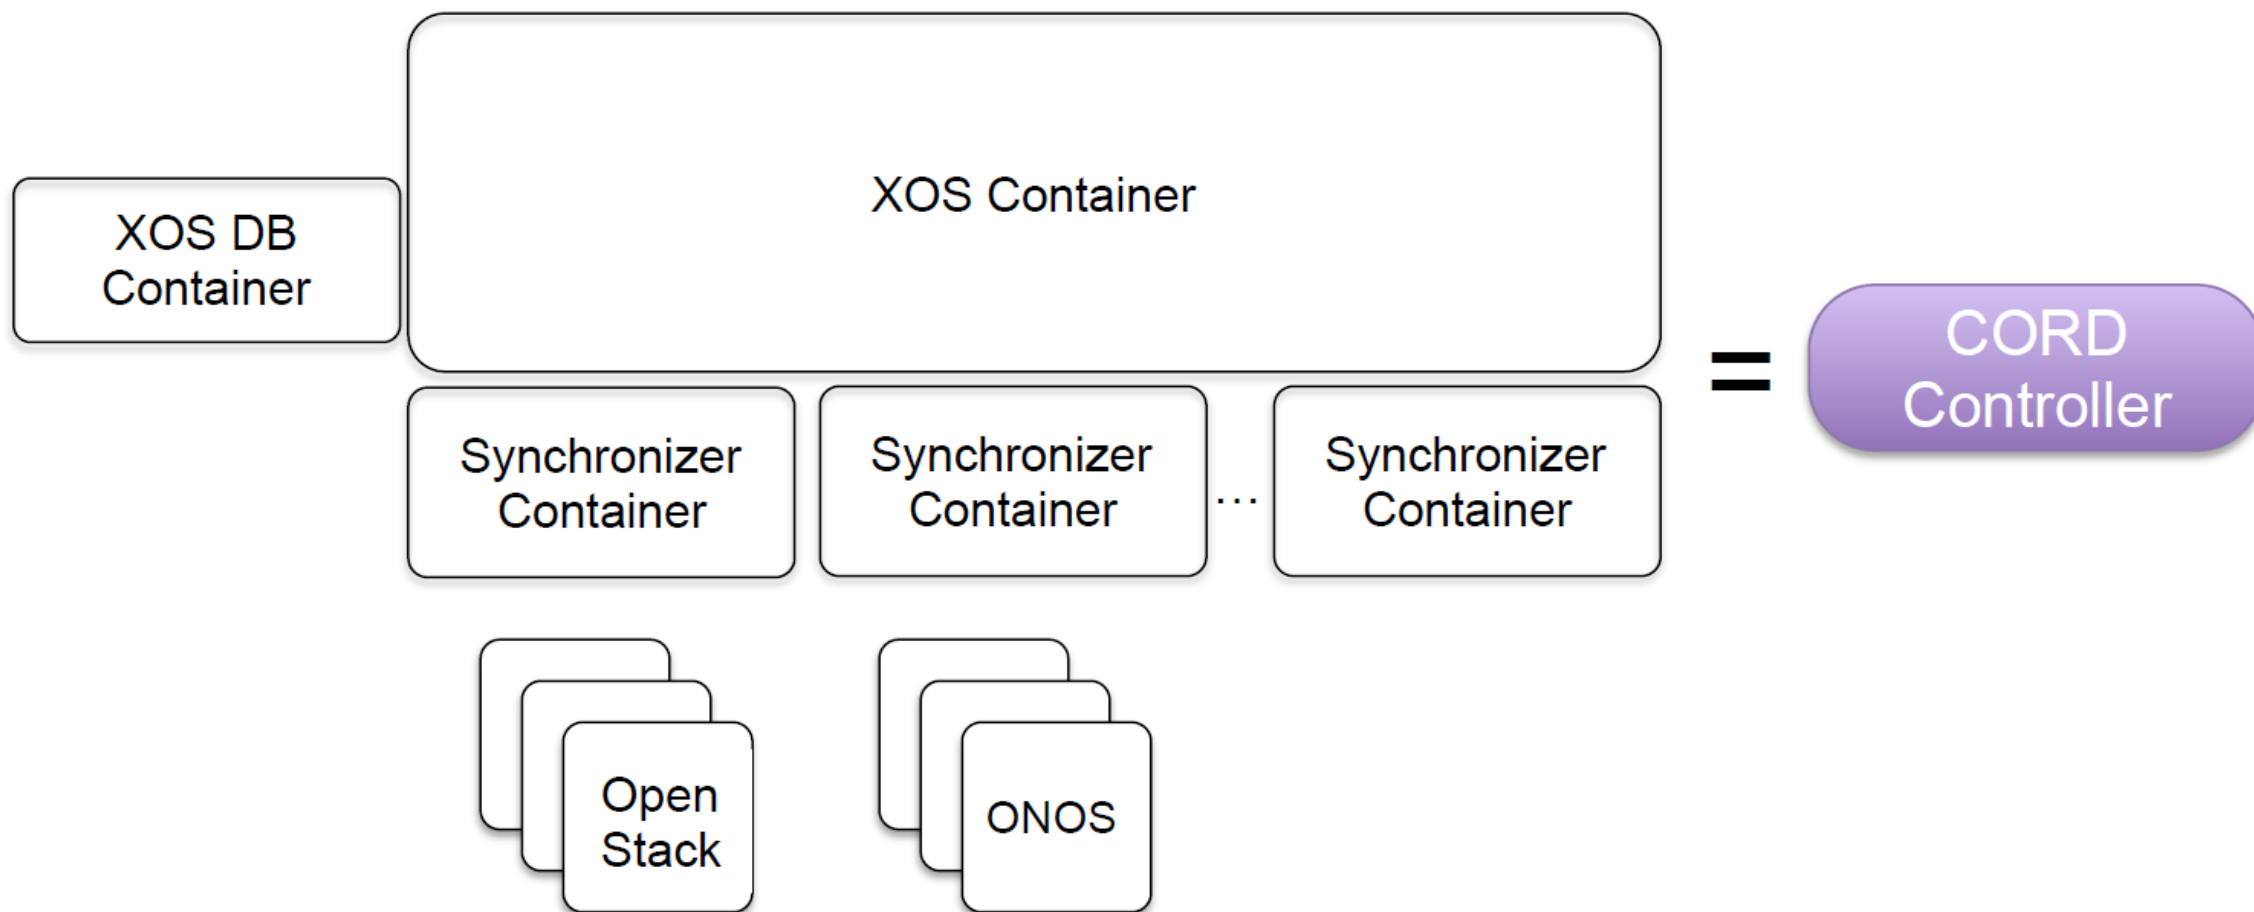 XOS Container
XOS DB
Container
=
CORD
Controller
Synchronizer
Container
Synchronizer
Container
...
Synchronizer
Container
Open
Stack
ONOS